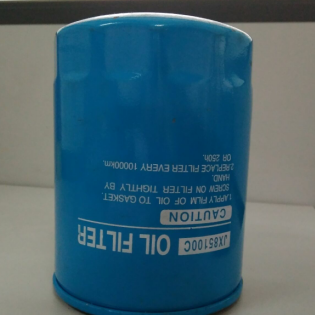 JX85100C OIL FILTER
CAUTION
1.APPLY FILM OF OIL TO GASKET.
SCREW ON FILTER TIGHTLY BY
HAND.
2.REPLACE FILTER EVERY 10000km.
OR 250h.